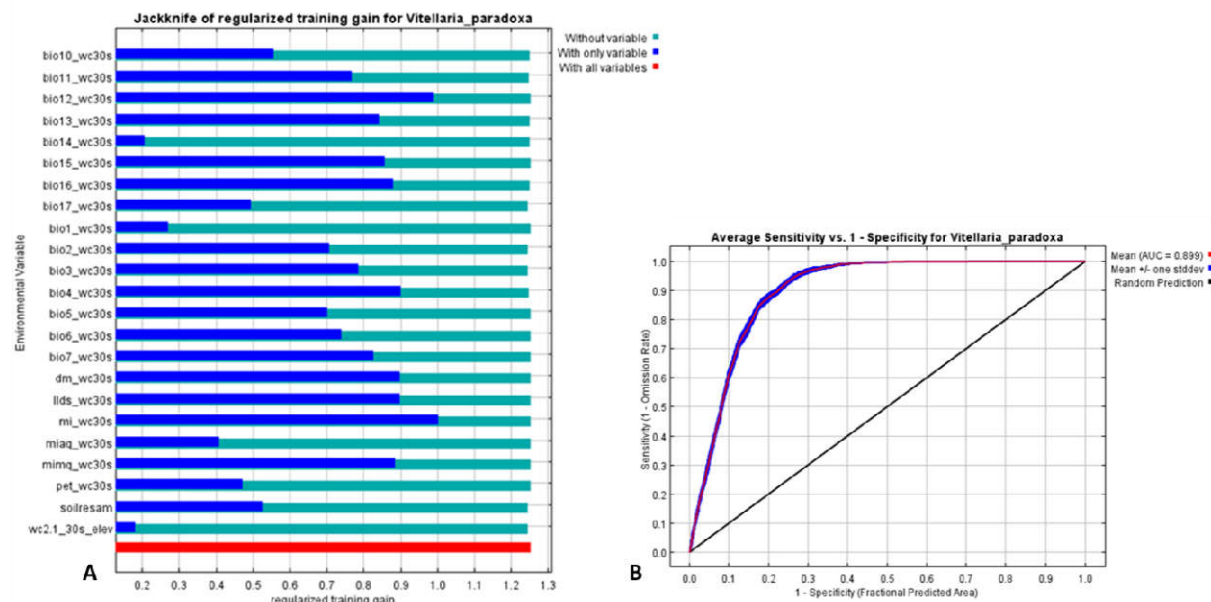 Jackknife of regularized training gain for Vitellaria_paradoxa
Without variable
With only variable
With all variables
Environmental Variable
bio10_wc30s
bio11_wc30s
bio12_wc30s
bio13_wc30s
bio14_wc30s
bio15_wc30s
bio16_wc30s
bio17_wc30s
bio1_wc30s
bio2_wc30s
bio3_wc30s
bio4_wc30s
bio5_wc30s
bio6_wc30s
bio7_wc30s
dm_wc30s
llds_wc30s
mi_wc30s
miaq_wc30s
mimq_wc30s
pet_wc30s
soilresam
wc2.1_30s_elev
0.2 0.3 0.4 0.5 0.6 0.7 0.8 0.9 1.0 1.1 1.2 1.3
regularized training gain
A
Average Sensitivity vs. 1 - Specificity for Vitellaria_paradoxa
Mean (AUC = 0.899)
Mean +/- one stddev
Random Prediction
Sensitivity (1 - Omission Rate)
1.0
0.9
0.8
0.7
0.6
0.5
0.4
0.3
0.2
0.1
0.0
0.0 0.1 0.2 0.3 0.4 0.5 0.6 0.7 0.8 0.9 1.0
1 - Specificity (Fractional Predicted Area)
B